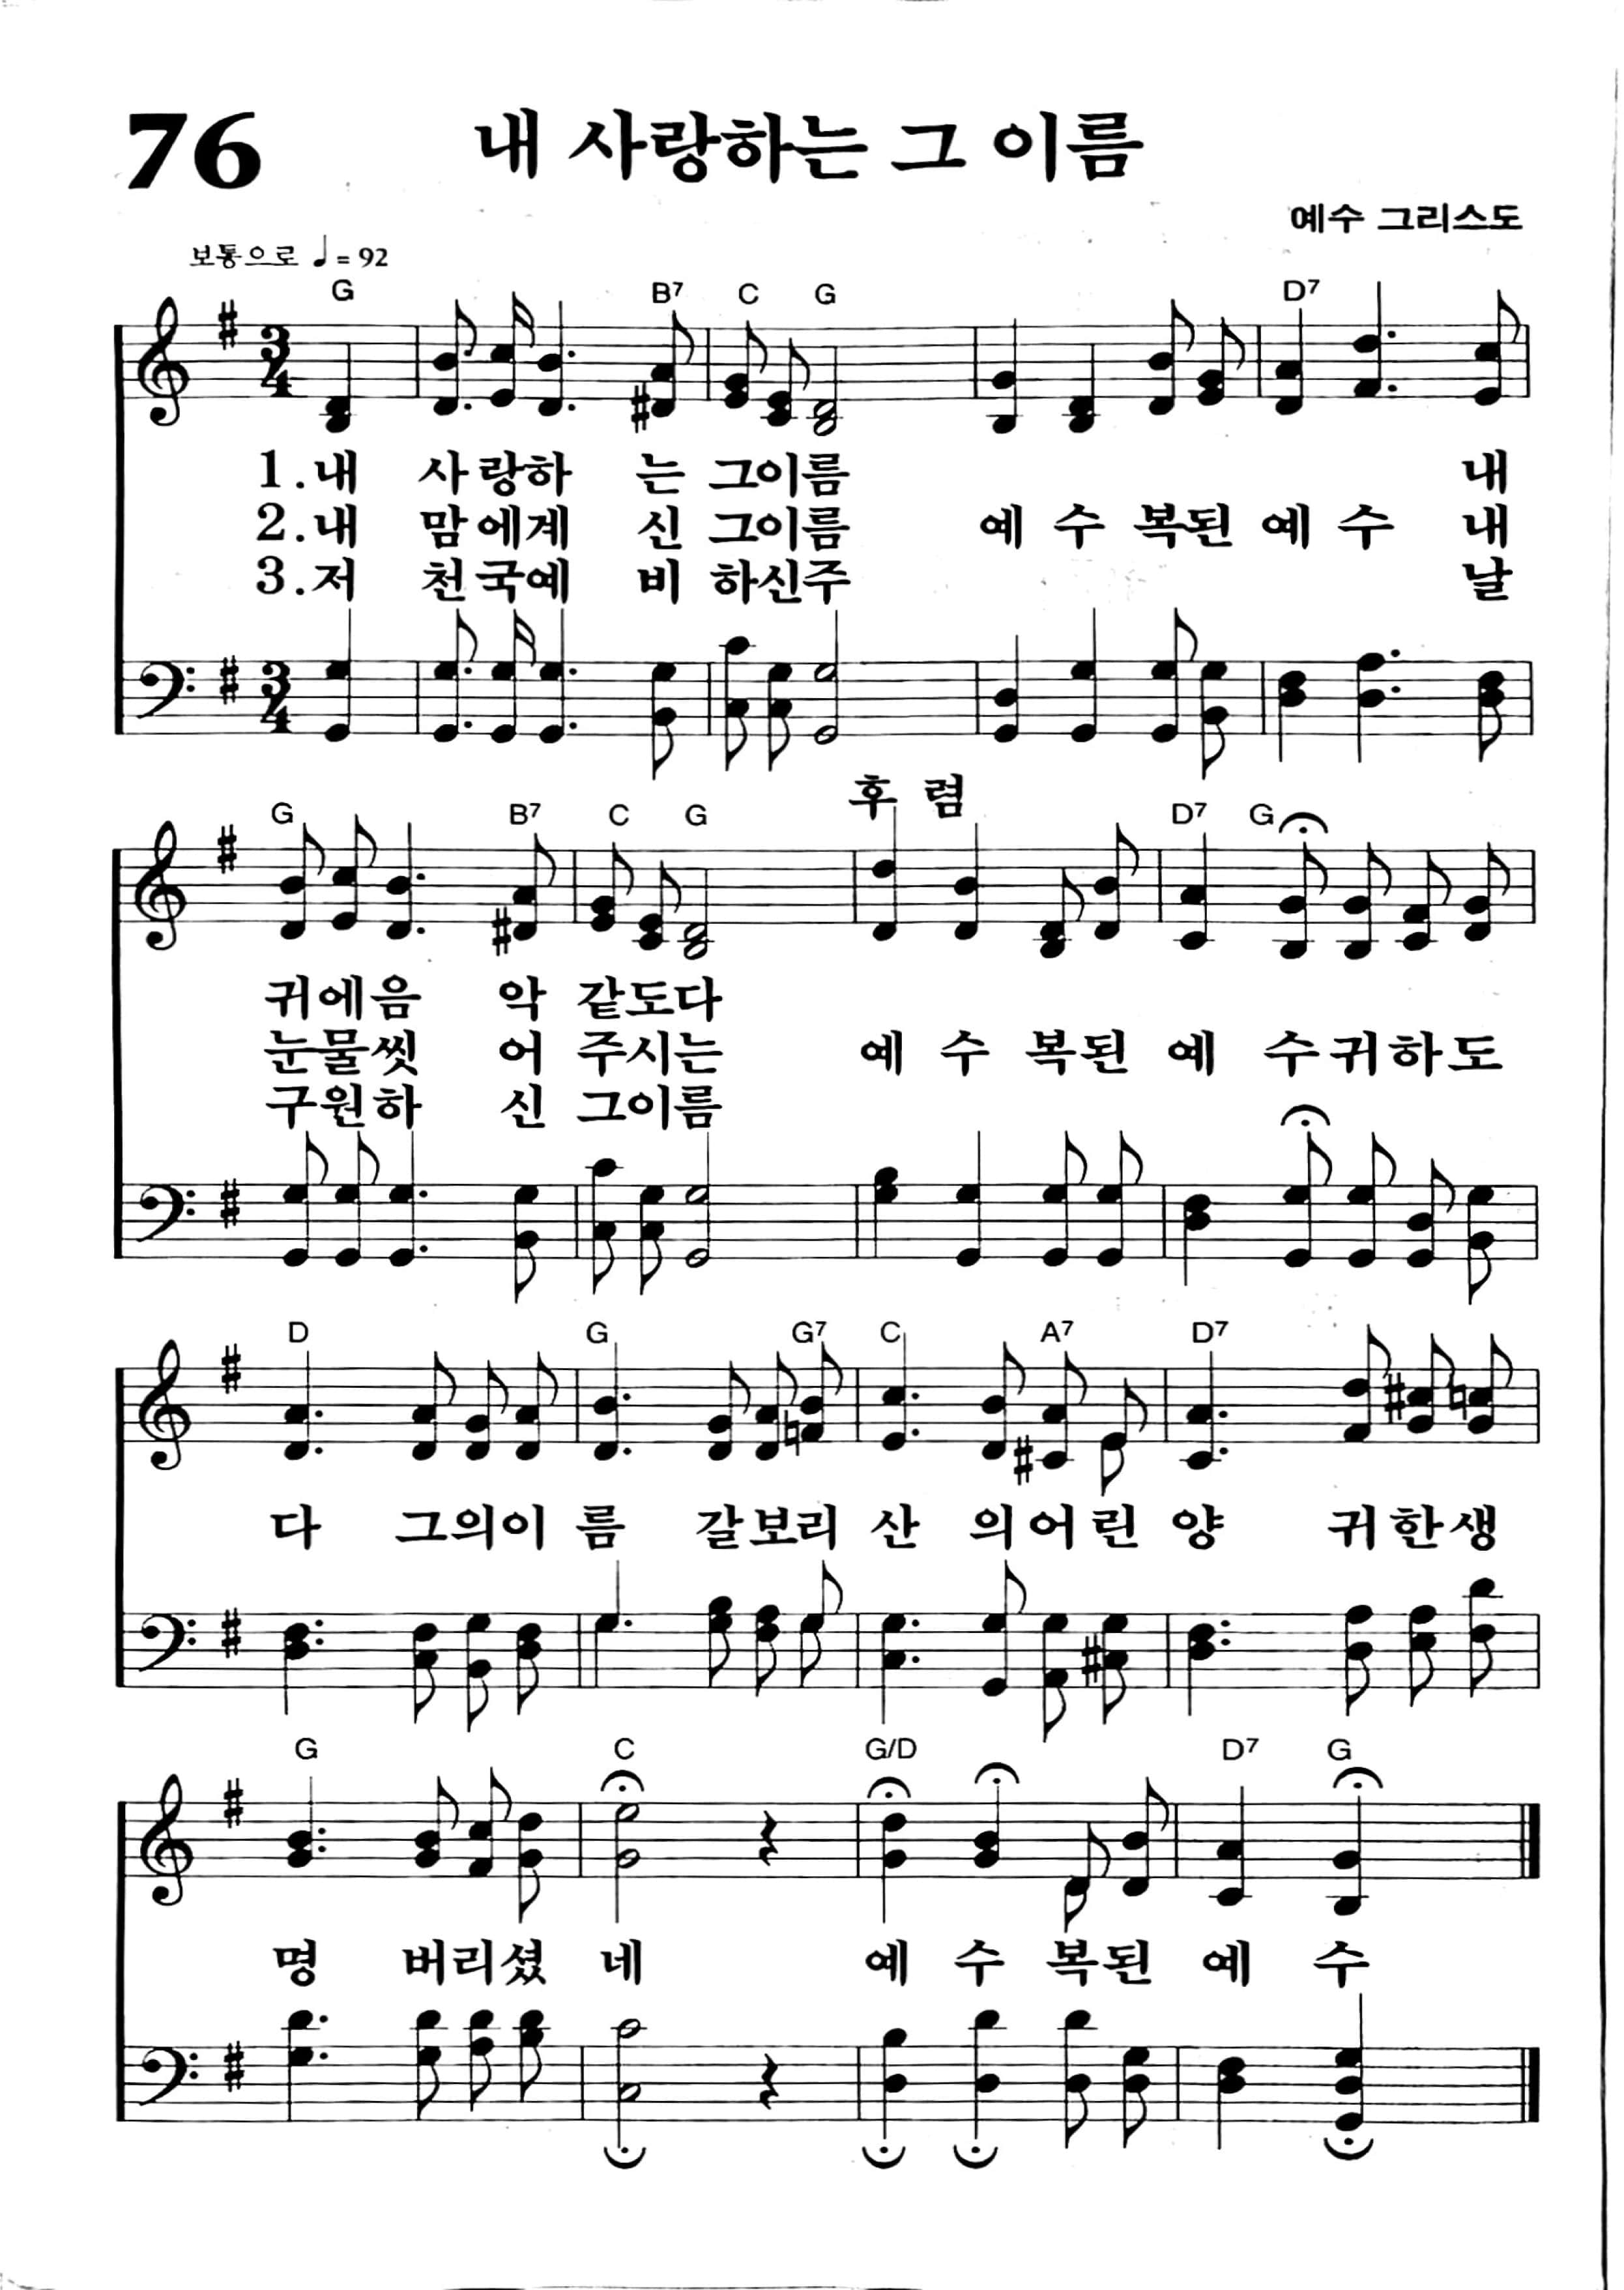 76
내 사랑하는 그 이름
예수 그리스도
보통으로 ♩= 92
G B7 C G D7
1.내 사랑하 는 그이름 내
2.내 맘에계 신 그이름 예 수 복된 예 수 내
3.저 천국예 비 하신주 날
후 렴
G B7 C G D7 G
귀에음 악 같도다
눈물씻 어 주시는 예 수 복된 예 수귀하도
구원하 신 그이름
D G G7 C A7 D7
다 그의이 름 갈보리 산 의어린 양 귀한생
G C G/D D7 G
명 버리셨 네 예 수 복된 예 수